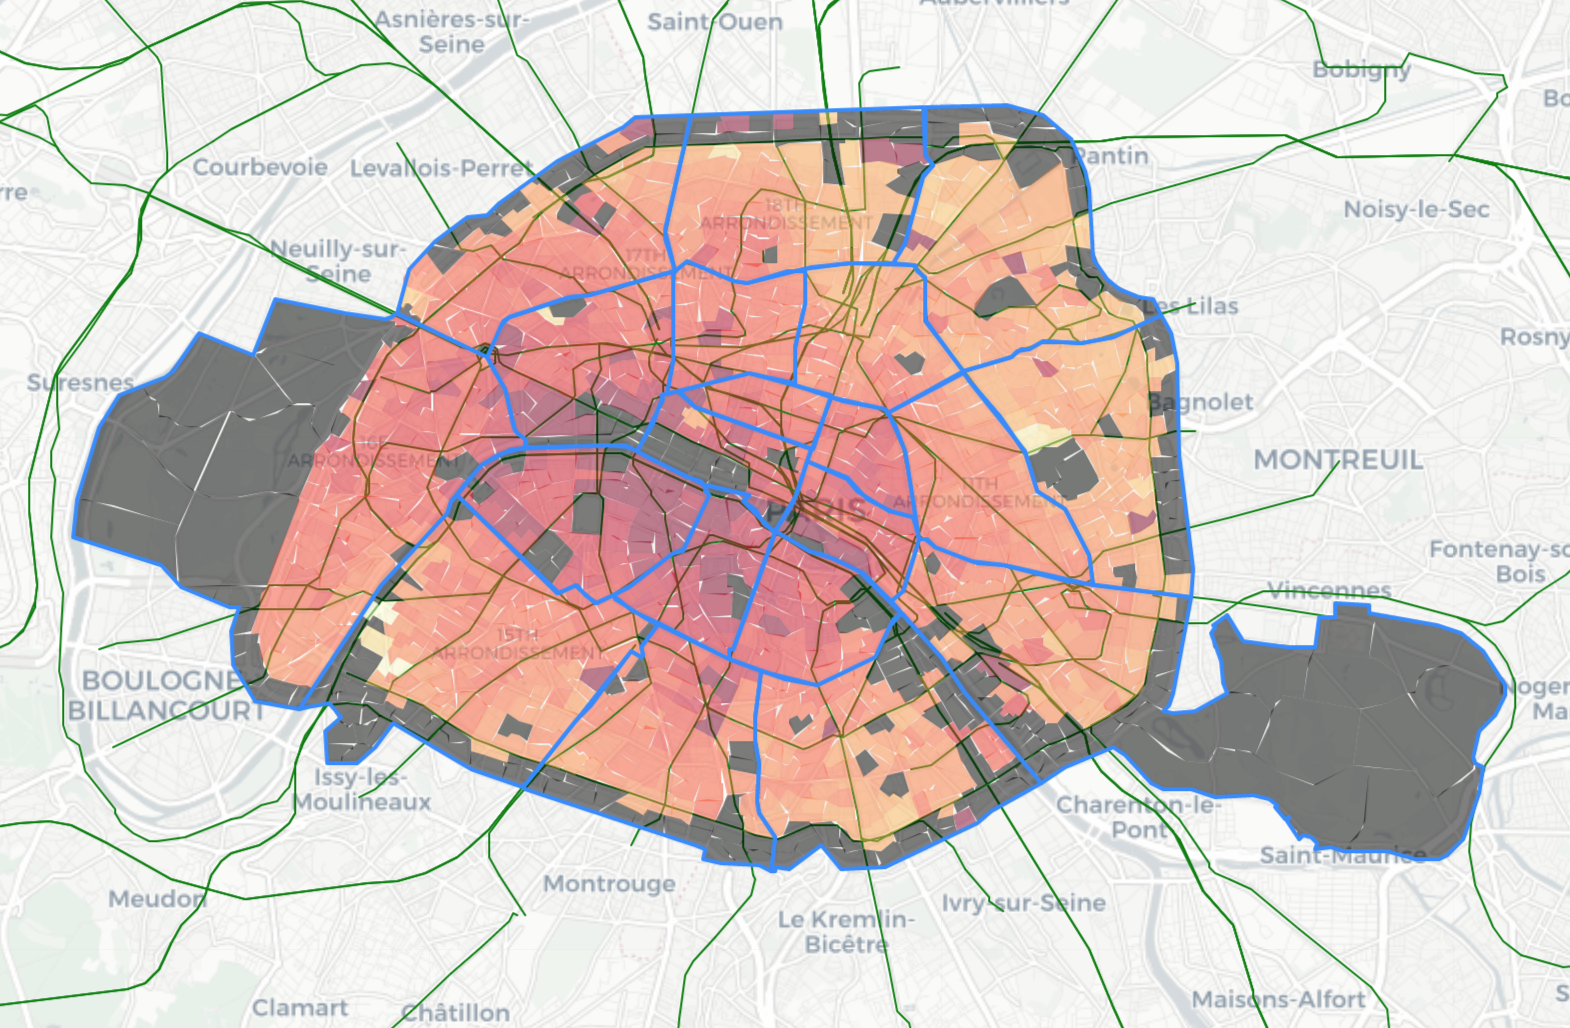 Aubervilliers
Asnières-sur-
Seine
Saint-Ouen
Bobigny
Bo
Courbevoie
Levallois-Perret
Pantin
rre
Noisy-le-Sec
18TH
ARRONDISSEMENT
Neuilly-sur-
Seine
17TH
ARRONDISSEMENT
Les Lilas
Rosny
Suresnes
Bagnolet
16TH
ARRONDISSEMENT
MONTREUIL
11TH
ARRONDISSEMENT
PARIS
Fontenay-so
Bois
Vincennes
15TH
ARRONDISSEMENT
BOULOGNE
BILLANCOURT
Noger
Ma
Issy-les-
Moulineaux
Charenton-le-
Pont
Saint-Maurice
Meudon
Montrouge
Ivry-sur-Seine
Le Kremlin-
Bicêtre
Clamart
Châtillon
Maisons-Alfort
S